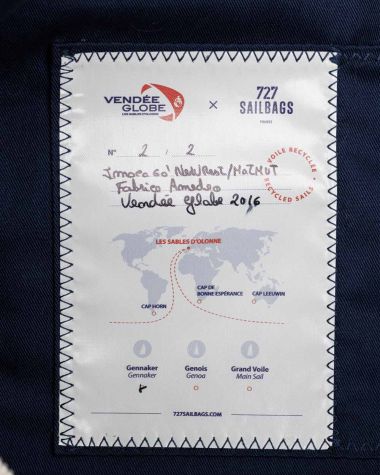 VENDÉE
GLOBE
LES SABLES D'OLONNE
×
727
SAILBAGS
N° 2 / 2
Imoca 60' NewRest/MATMUT
Fabrice Amedeo
Vendée Globe 2016
VOILE RECYCLÉE
RECYCLED SAILS
LES SABLES D'OLONNE
CAP HORN
CAP DE
BONNE ESPÉRANCE
CAP LEEUWIN
Gennaker
Gennaker
Genois
Genoa
Grand Voile
Main Sail
727SAILBAGS.COM